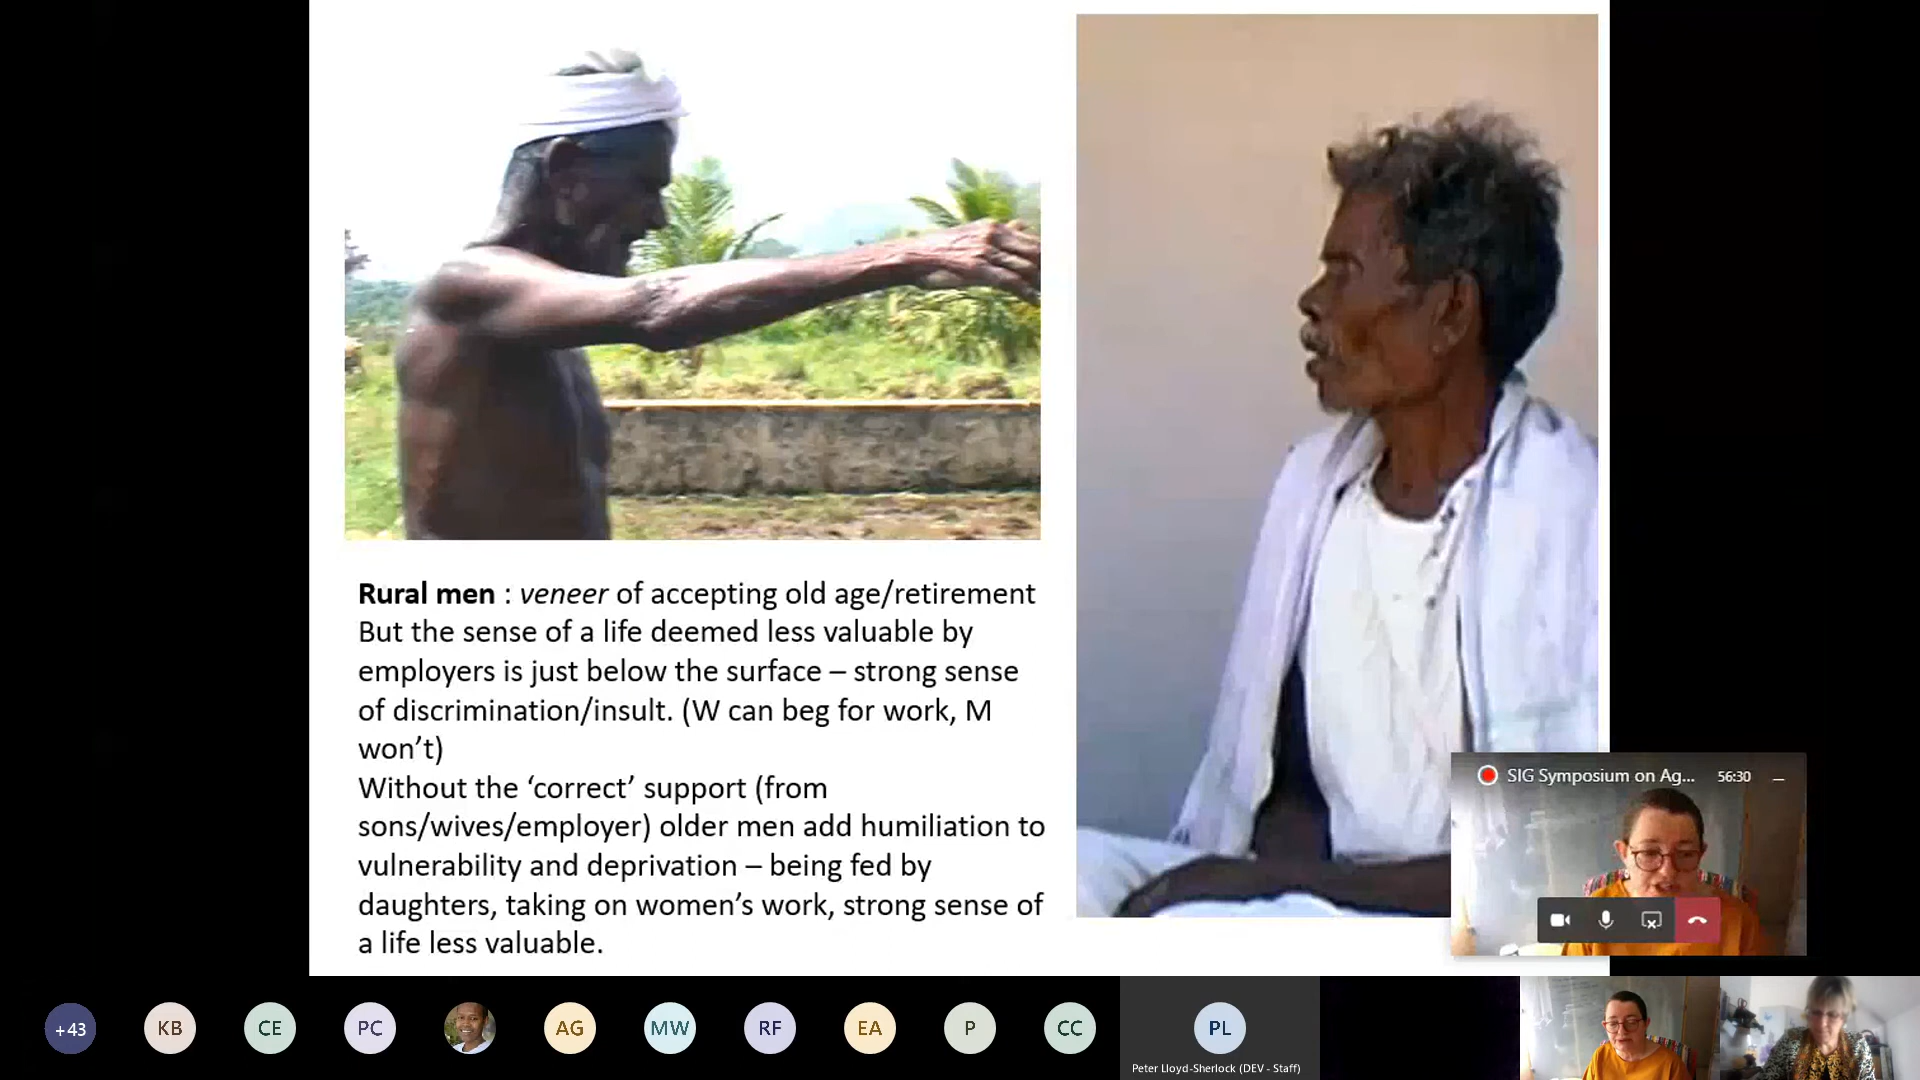 Rural men : veneer of accepting old age/retirement
But the sense of a life deemed less valuable by
employers is just below the surface – strong sense
of discrimination/insult. (W can beg for work, M
won’t)
Without the ‘correct’ support (from
sons/wives/employer) older men add humiliation to
vulnerability and deprivation – being fed by
daughters, taking on women’s work, strong sense of
a life less valuable.
SIG Symposium on Ag... 56:30
+43 KB CE PC AG MW RF EA P CC PL
Peter Lloyd-Sherlock (DEV - Staff)